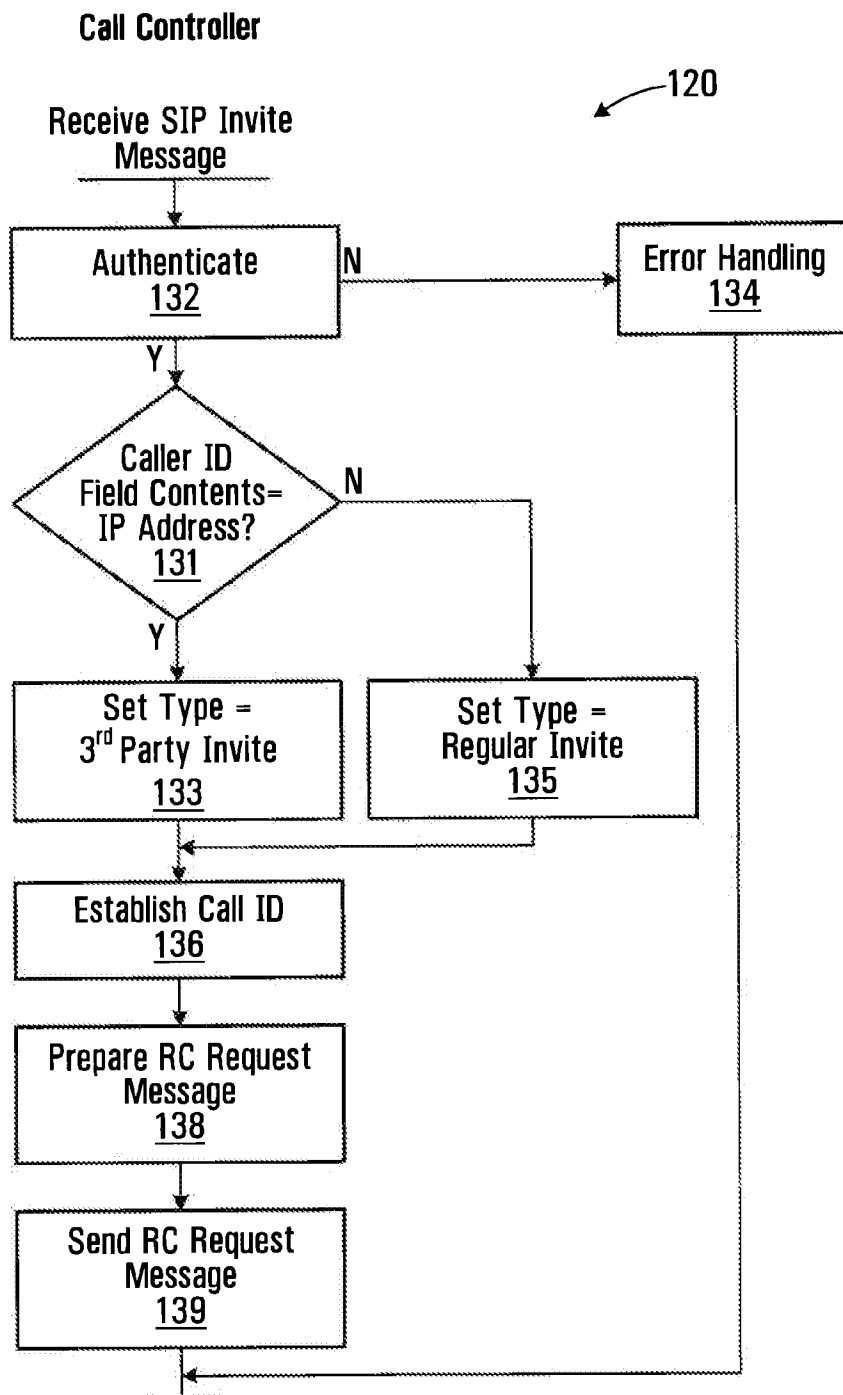 Call Controller
120
Receive SIP Invite
Message
Authenticate
132
N
Error Handling
134
Y
Caller ID
Field Contents=
IP Address?
131
N
Y
Set Type =
3rd Party Invite
133
Set Type =
Regular Invite
135
Establish Call ID
136
Prepare RC Request
Message
138
Send RC Request
Message
139